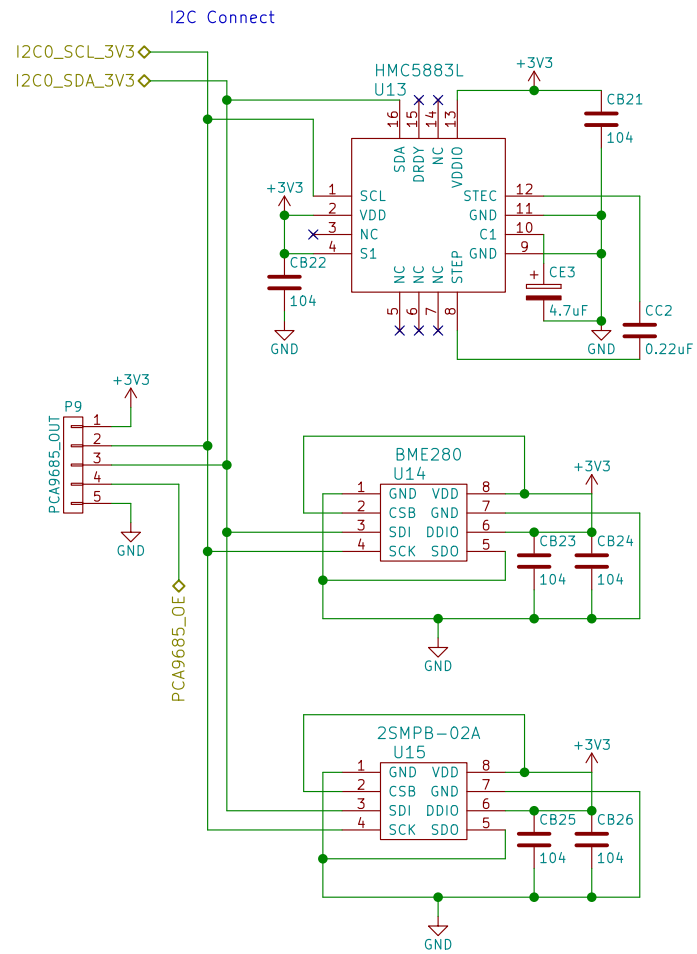 I2C Connect
I2C0_SCL_3V3
I2C0_SDA_3V3
HMC5883L
U13
+3V3
CB21
104
16
15
14
13
SDA
DRDY
NC
VDDIO
+3V3
1
SCL
STEC
12
2
VDD
GND
11
3
NC
C1
10
4
S1
GND
9
CB22
104
GND
NC
NC
NC
STEP
5
6
7
8
+
CE3
4.7uF
GND
CC2
0.22uF
+3V3
P9
PCA9685_OUT
1
2
3
4
5
GND
PCA9685_OE
BME280
U14
+3V3
1
GND
VDD
8
2
CSB
GND
7
3
SDI
DDIO
6
4
SCK
SDO
5
CB23
104
CB24
104
GND
2SMPB-02A
U15
+3V3
1
GND
VDD
8
2
CSB
GND
7
3
SDI
DDIO
6
4
SCK
SDO
5
CB25
104
CB26
104
GND